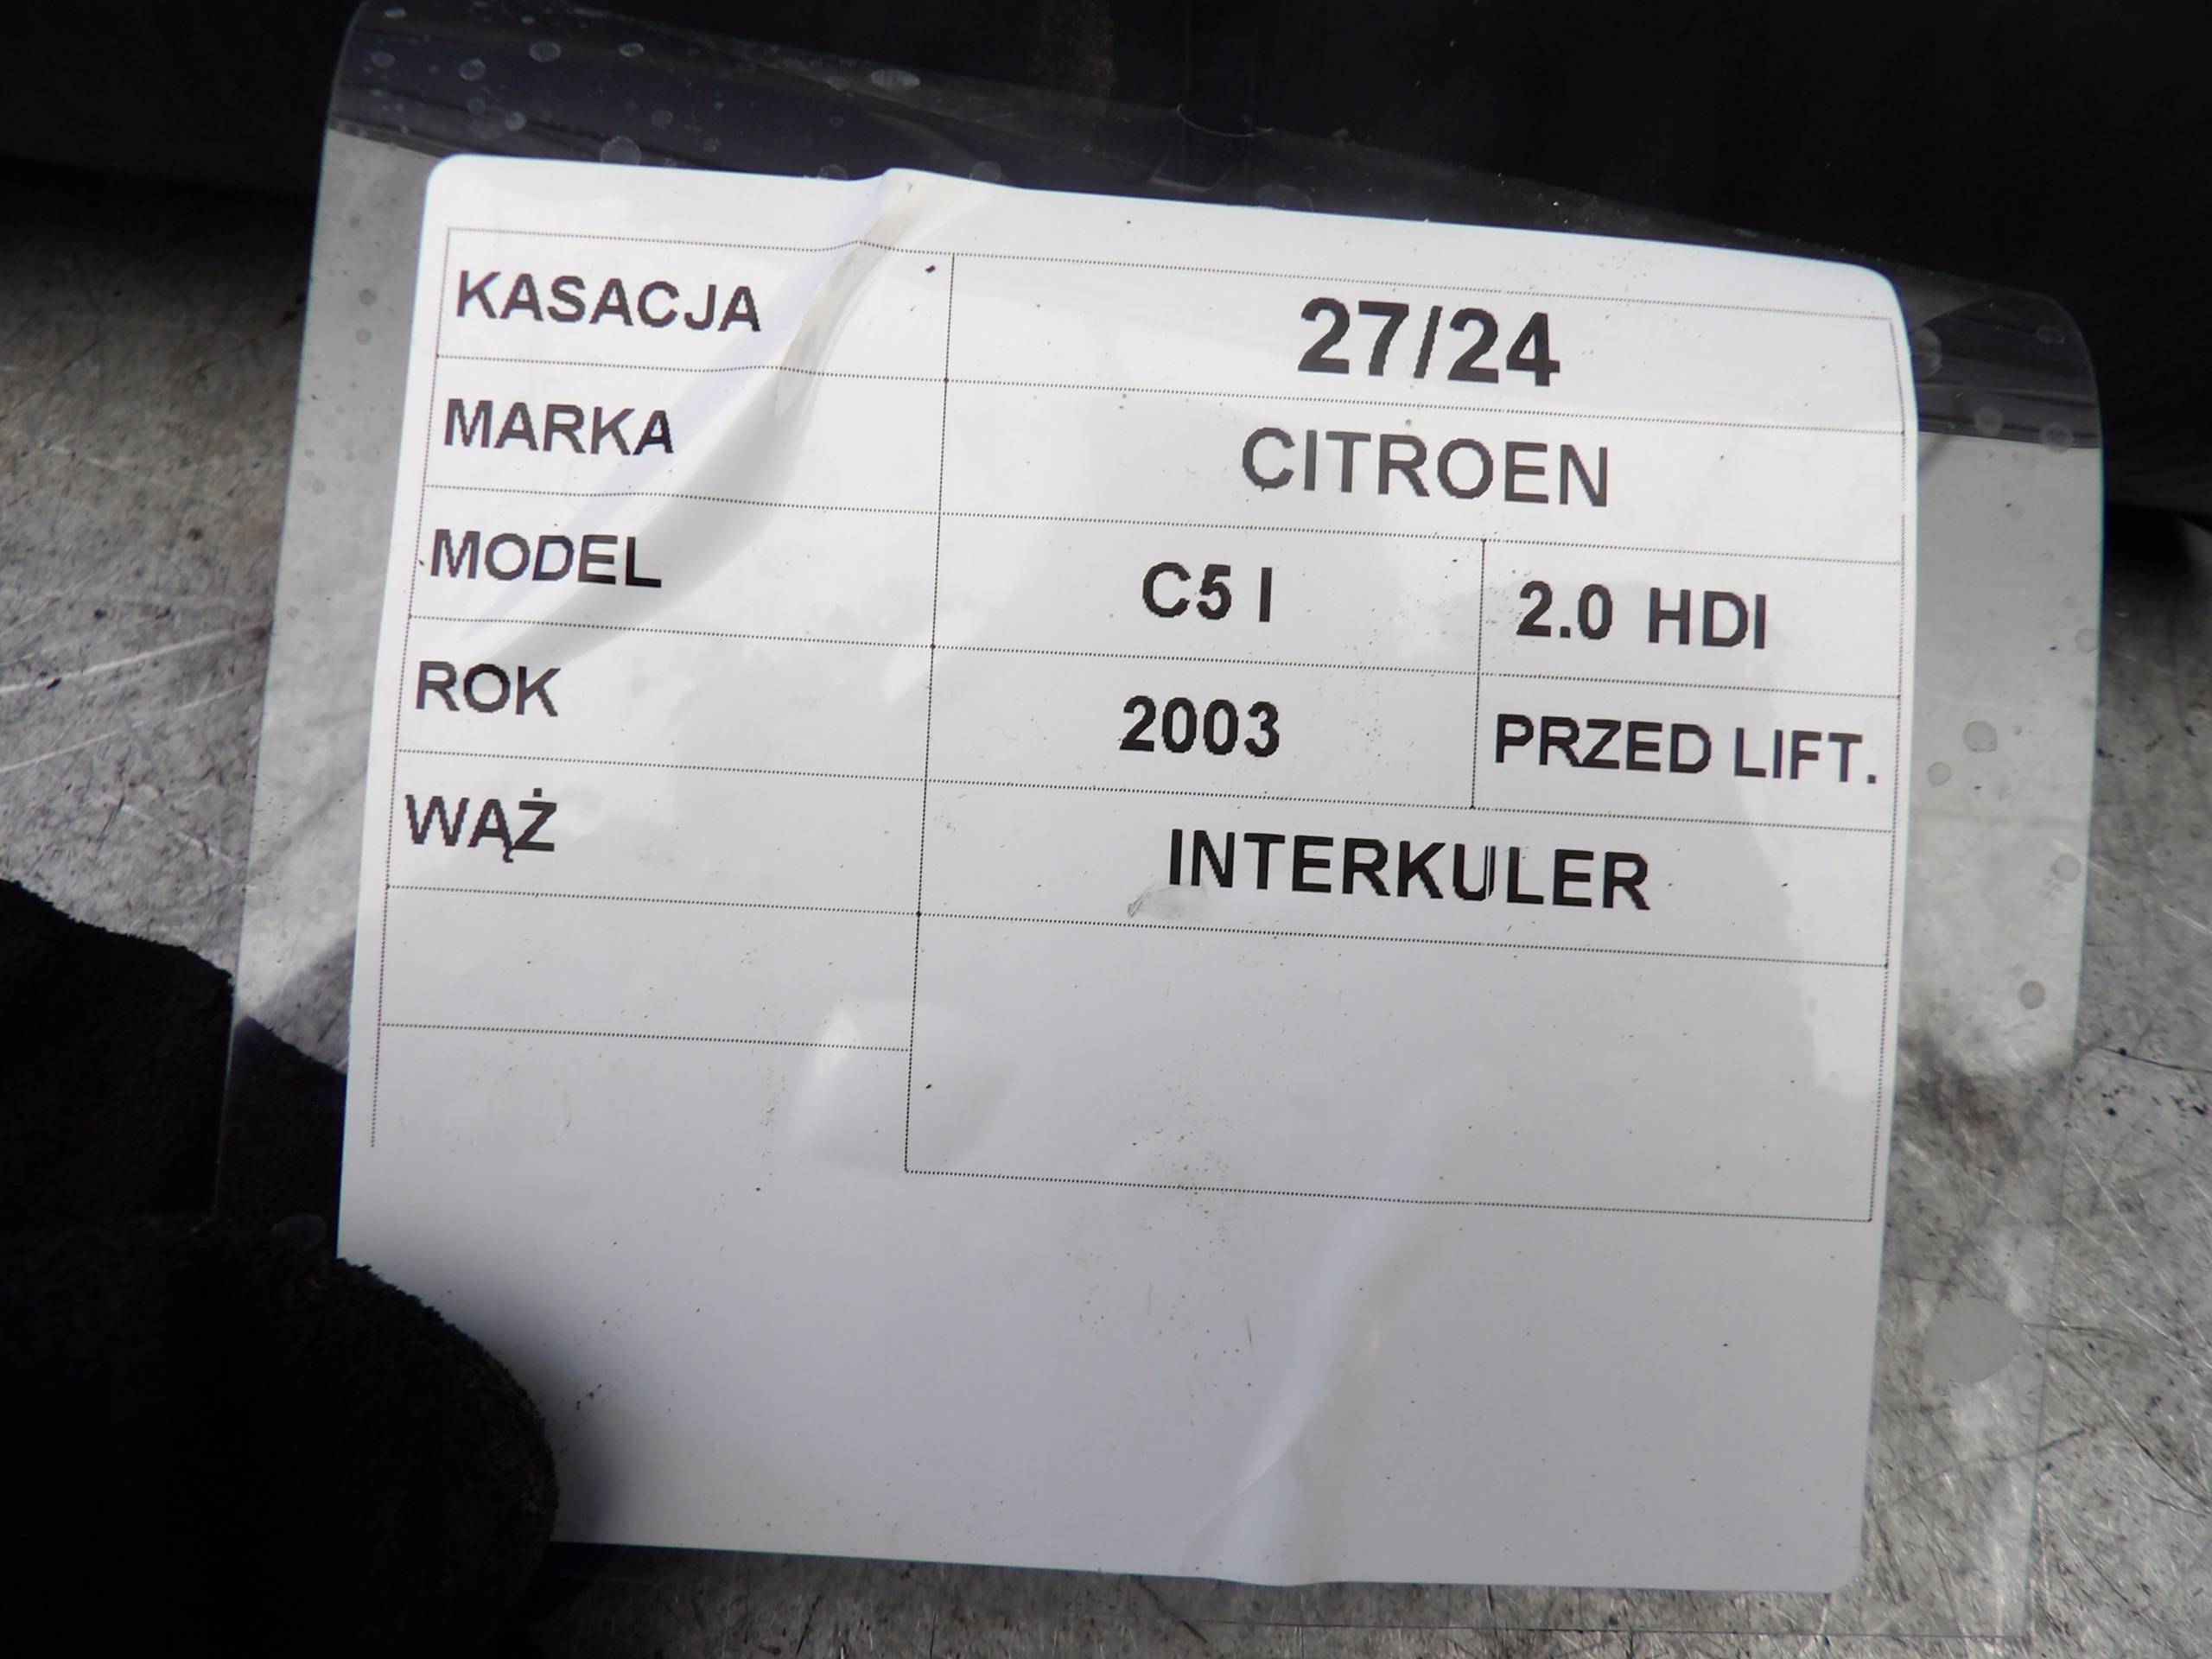 KASACJA 27/24
MARKA CITROEN
MODEL C5 I 2.0 HDI
ROK 2003 PRZED LIFT.
WĄŻ INTERKULER